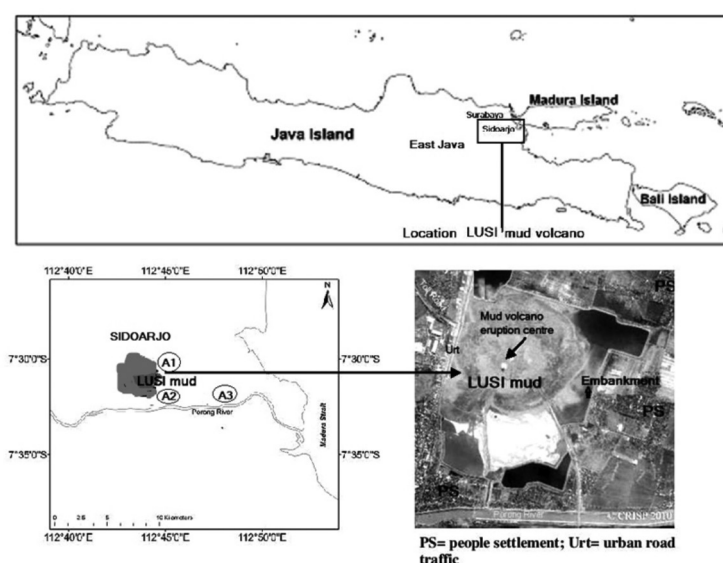 Madura Island
Surabaya
Sidoarjo
Java Island
East Java
Bali Island
Location LUSI mud volcano
112°40'0"E 112°45'0"E 112°50'0"E
N
SIDOARJO
7°30'0"S
7°30'0"S
A1
LUSI mud
A2
A3
Porong River
Madura Strait
7°35'0"S
7°35'0"S
0 2.5 5 10 Kilometers
112°40'0"E 112°45'0"E 112°50'0"E
PS
Toll Road
Mud volcano
eruption centre
Urt
LUSI mud
Embankment
PS
PS
Porong River
© CRISP 2010
PS= people settlement; Urt= urban road
traffic